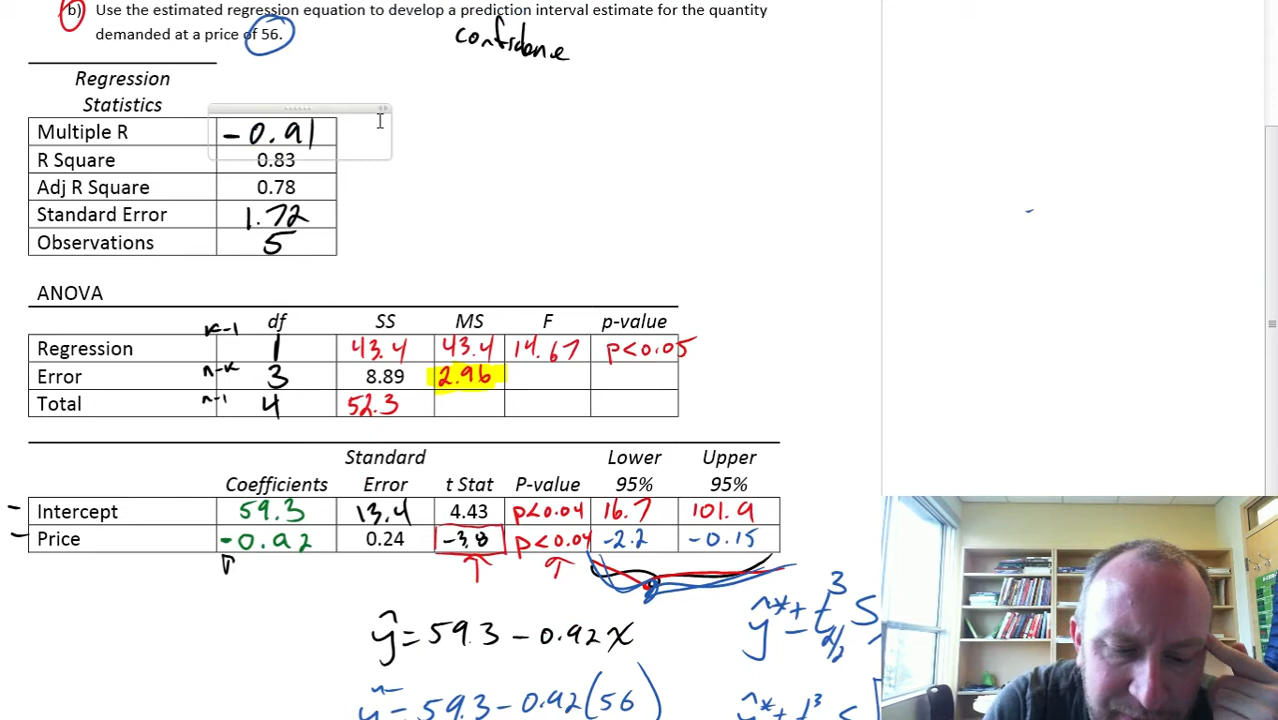 b) Use the estimated regression equation to develop a prediction interval estimate for the quantity
demanded at a price of 56.
confidence
Regression
Statistics
Multiple R -0.91
R Square 0.83
Adj R Square 0.78
Standard Error 1.72
Observations 5
ANOVA
df SS MS F p-value
Regression k-1 1 43.4 43.4 14.67 p<0.05
Error n-k 3 8.89 2.96
Total n-1 4 52.3
Standard Lower Upper
Coefficients Error t Stat P-value 95% 95%
Intercept 59.3 13.4 4.43 p<0.04 16.7 101.9
Price -0.92 0.24 -3.8 p<0.04 -2.2 -0.15
ŷ = 59.3 - 0.92x
ŷ* ± t³ α/2 S
ŷ = 59.3 - 0.92(56)
ŷ* ± t³ S